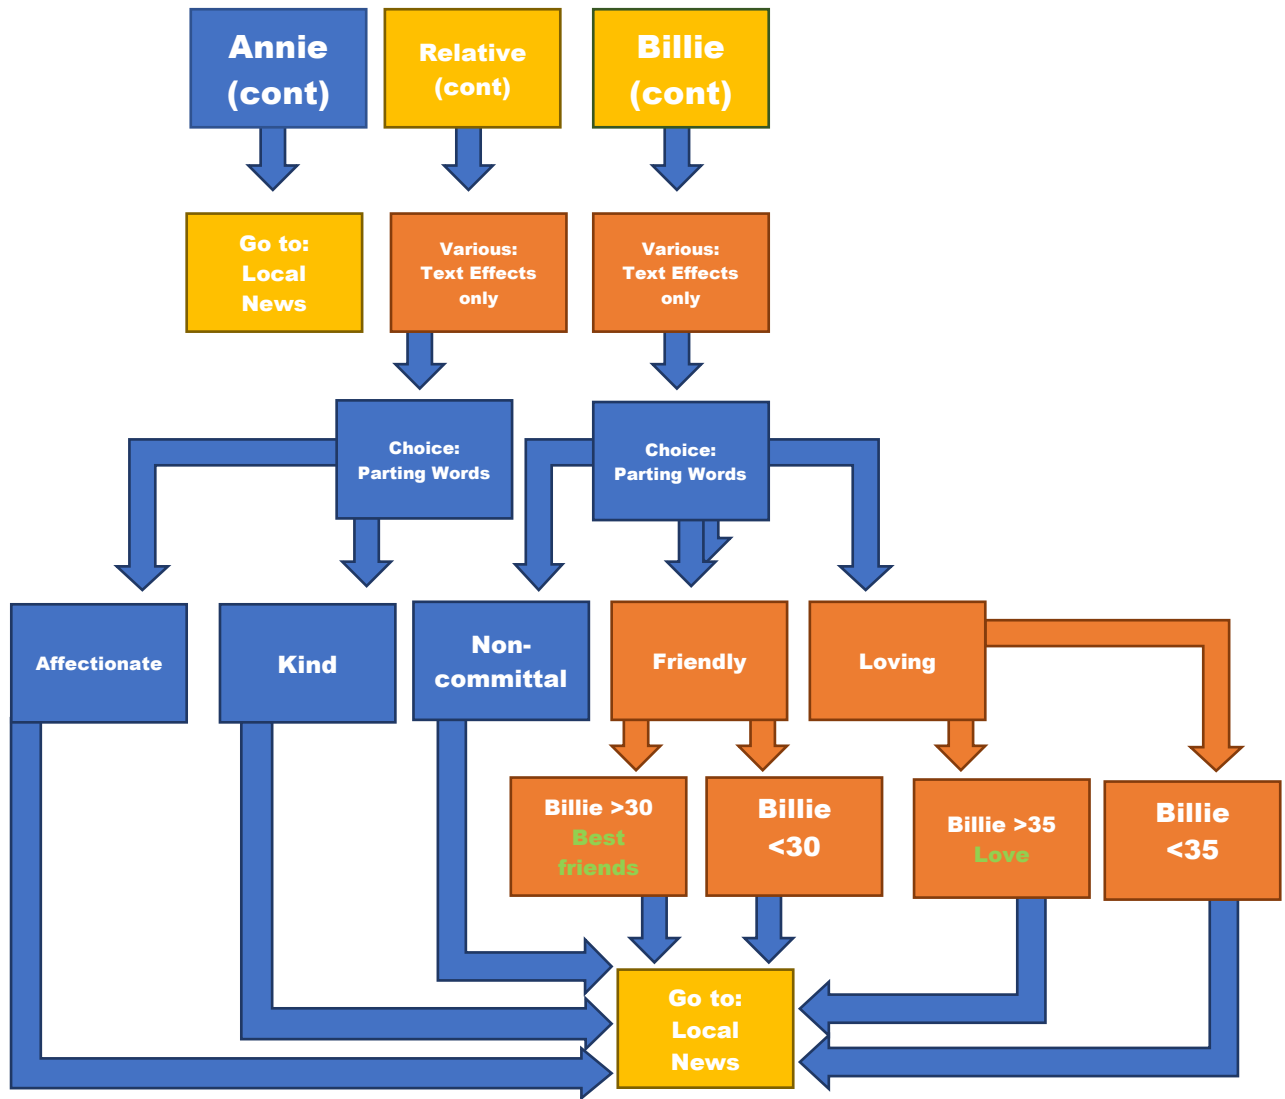 Annie
(cont)
Relative
(cont)
Billie
(cont)
Go to:
Local
News
Various:
Text Effects
only
Various:
Text Effects
only
Choice:
Parting Words
Choice:
Parting Words
Affectionate
Kind
Non-
committal
Friendly
Loving
Billie >30
Best
friends
Billie
<30
Billie >35
Love
Billie
<35
Go to:
Local
News